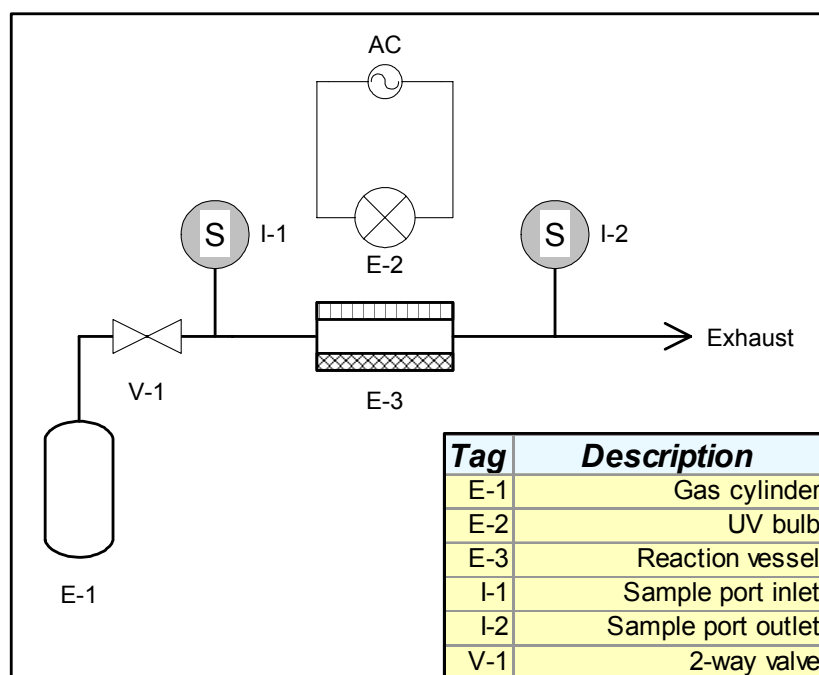 AC
S
I-1
E-2
S
I-2
V-1
E-3
Exhaust
E-1
Tag Description
E-1 Gas cylinder
E-2 UV bulb
E-3 Reaction vessel
I-1 Sample port inlet
I-2 Sample port outlet
V-1 2-way valve